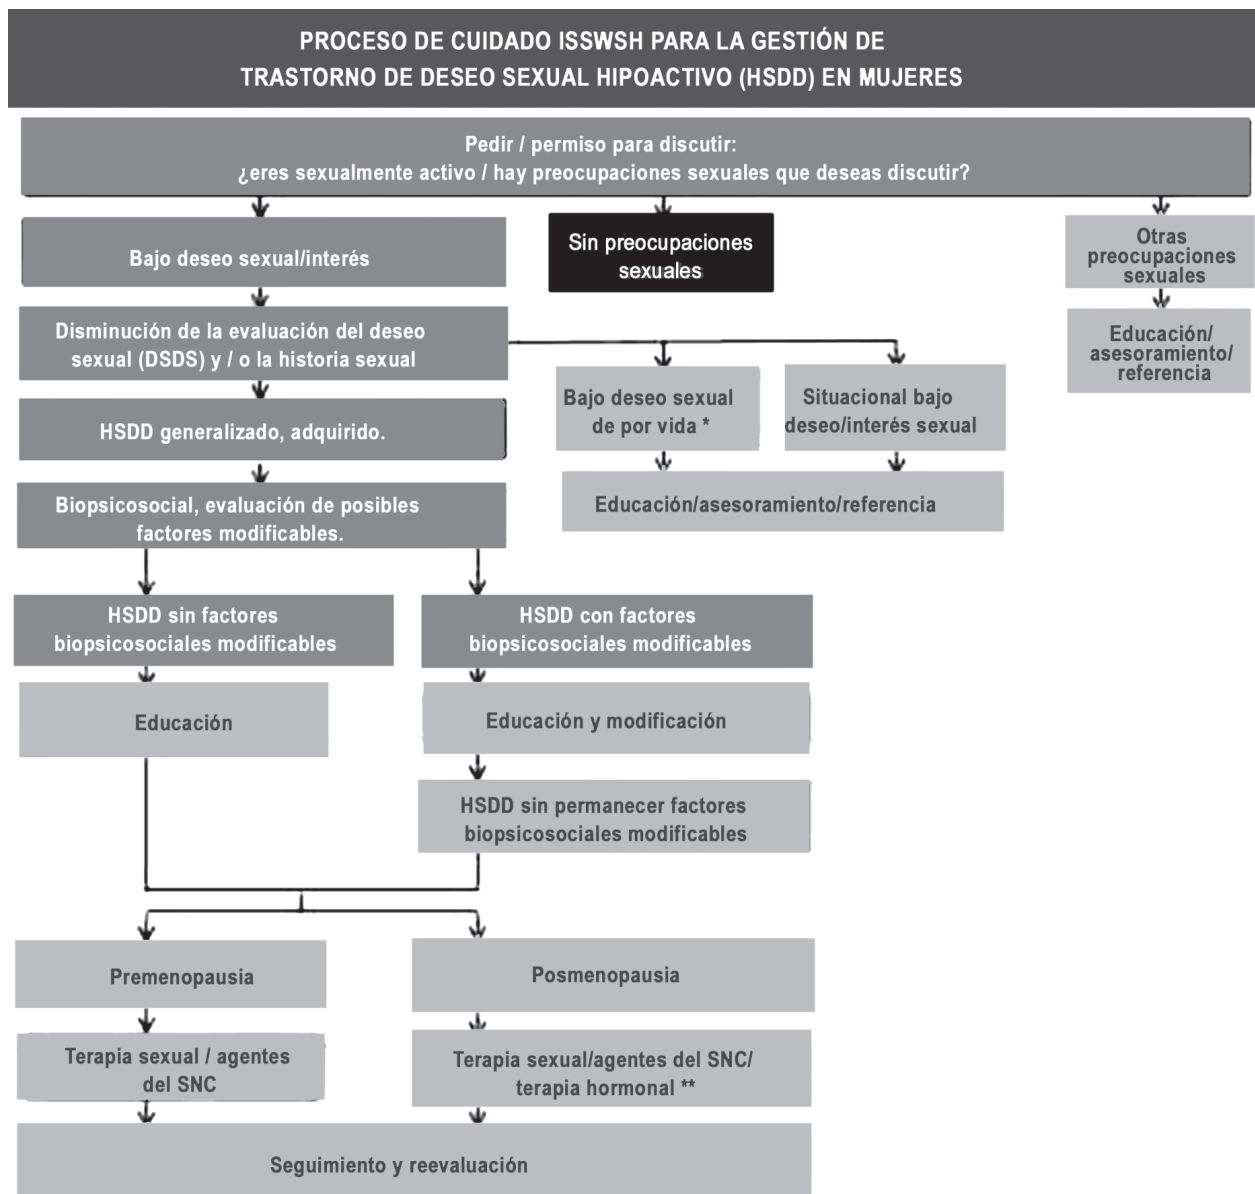 PROCESO DE CUIDADO ISSWSH PARA LA GESTIÓN DE
TRASTORNO DE DESEO SEXUAL HIPOACTIVO (HSDD) EN MUJERES
Pedir / permiso para discutir:
¿eres sexualmente activo / hay preocupaciones sexuales que deseas discutir?
Bajo deseo sexual/interés
Sin preocupaciones
sexuales
Otras
preocupaciones
sexuales
Disminución de la evaluación del deseo
sexual (DSDS) y / o la historia sexual
Educación/
asesoramiento/
referencia
Bajo deseo sexual
de por vida *
Situacional bajo
deseo/interés sexual
HSDD generalizado, adquirido.
Educación/asesoramiento/referencia
Biopsicosocial, evaluación de posibles
factores modificables.
HSDD sin factores
biopsicosociales modificables
HSDD con factores
biopsicosociales modificables
Educación
Educación y modificación
HSDD sin permanecer factores
biopsicosociales modificables
Premenopausia
Posmenopausia
Terapia sexual / agentes
del SNC
Terapia sexual/agentes del SNC/
terapia hormonal **
Seguimiento y reevaluación